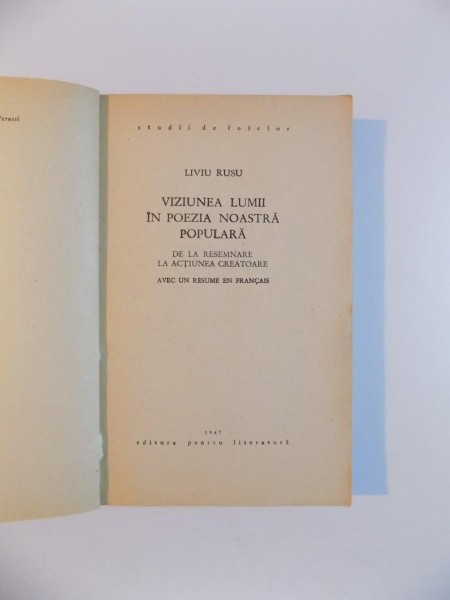 Perussi
studii de folclor
LIVIU RUSU
VIZIUNEA LUMII
ÎN POEZIA NOASTRĂ
POPULARĂ
DE LA RESEMNARE
LA ACȚIUNEA CREATOARE
AVEC UN RESUME EN FRANÇAIS
1967
editura pentru literatură